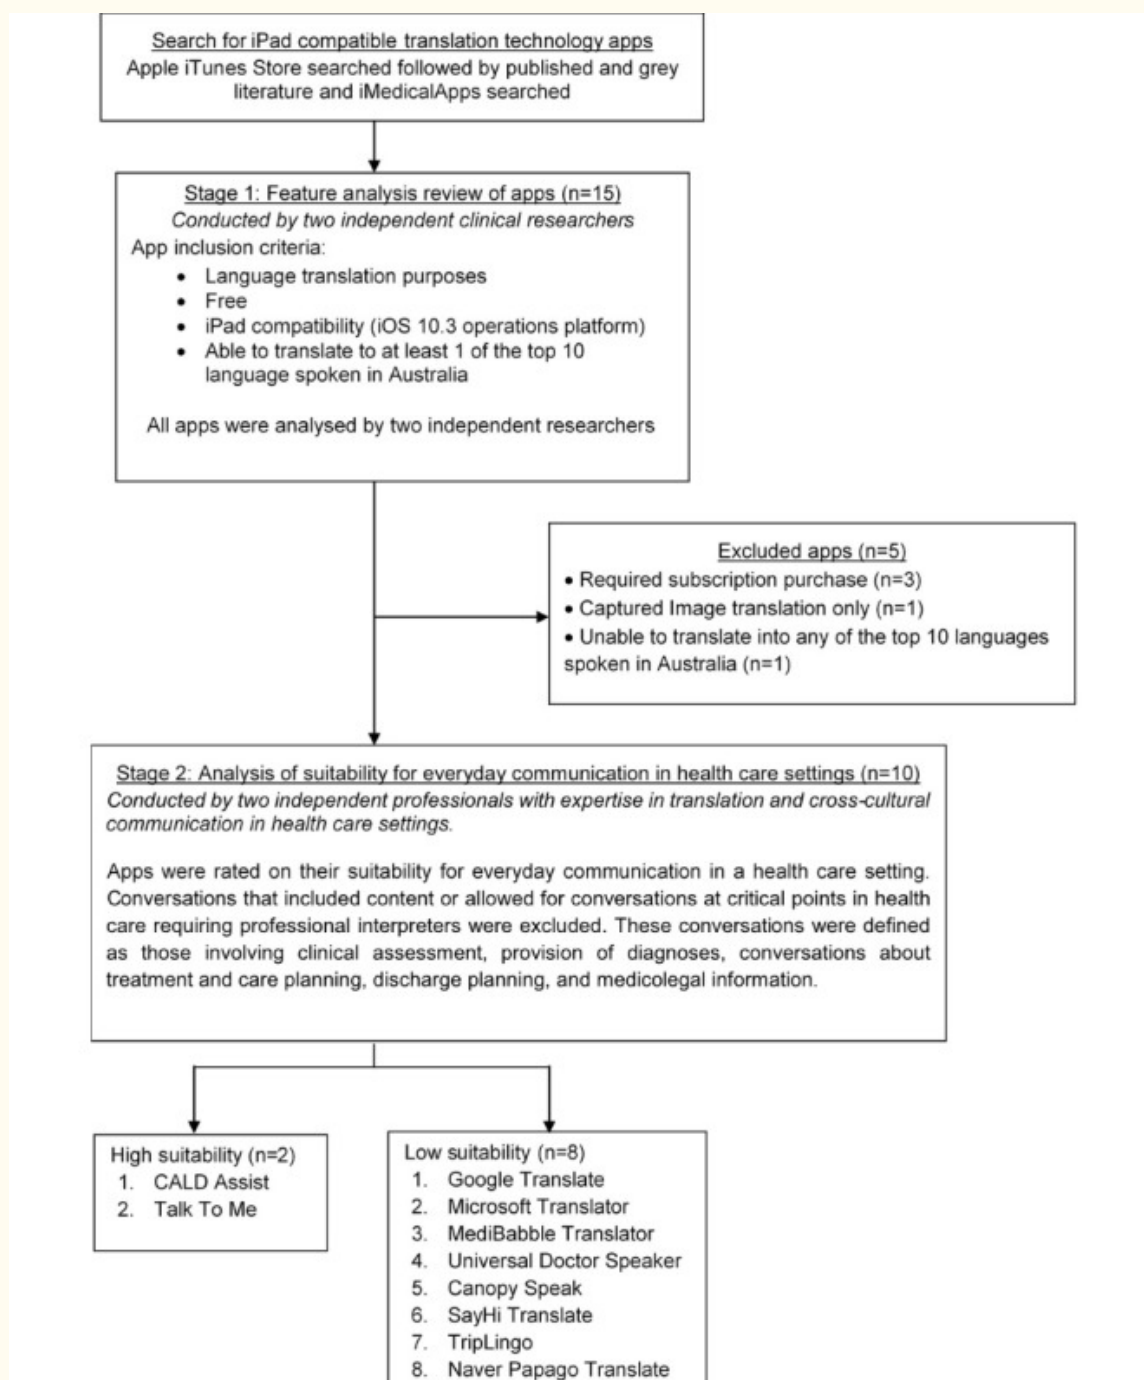 Search for iPad compatible translation technology apps
Apple iTunes Store searched followed by published and grey
literature and iMedicalApps searched
Stage 1: Feature analysis review of apps (n=15)
Conducted by two independent clinical researchers
App inclusion criteria:
• Language translation purposes
• Free
• iPad compatibility (iOS 10.3 operations platform)
• Able to translate to at least 1 of the top 10
language spoken in Australia
All apps were analysed by two independent researchers
Excluded apps (n=5)
• Required subscription purchase (n=3)
• Captured Image translation only (n=1)
• Unable to translate into any of the top 10 languages
spoken in Australia (n=1)
Stage 2: Analysis of suitability for everyday communication in health care settings (n=10)
Conducted by two independent professionals with expertise in translation and cross-cultural
communication in health care settings.
Apps were rated on their suitability for everyday communication in a health care setting.
Conversations that included content or allowed for conversations at critical points in health
care requiring professional interpreters were excluded. These conversations were defined
as those involving clinical assessment, provision of diagnoses, conversations about
treatment and care planning, discharge planning, and medicolegal information.
High suitability (n=2)
1. CALD Assist
2. Talk To Me
Low suitability (n=8)
1. Google Translate
2. Microsoft Translator
3. MediBabble Translator
4. Universal Doctor Speaker
5. Canopy Speak
6. SayHi Translate
7. TripLingo
8. Naver Papago Translate